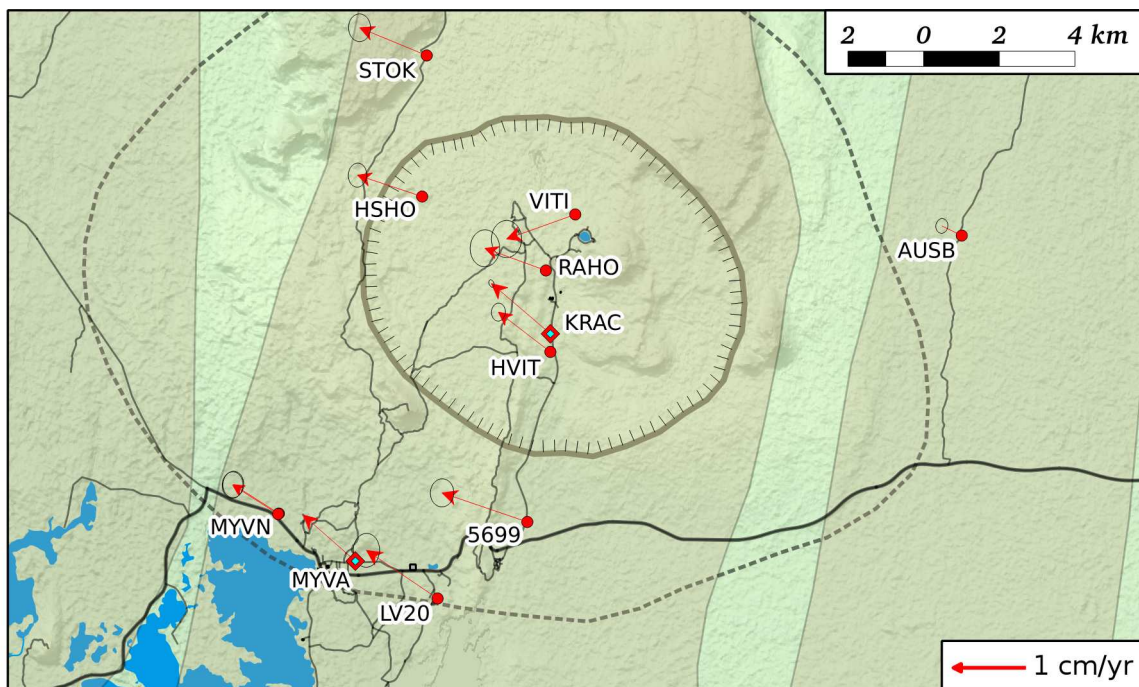 2 0 2 4 km
STOK
HSHO
VITI
AUSB
RAHO
KRAC
HVIT
MYVN
5699
MYVA
LV20
1 cm/yr